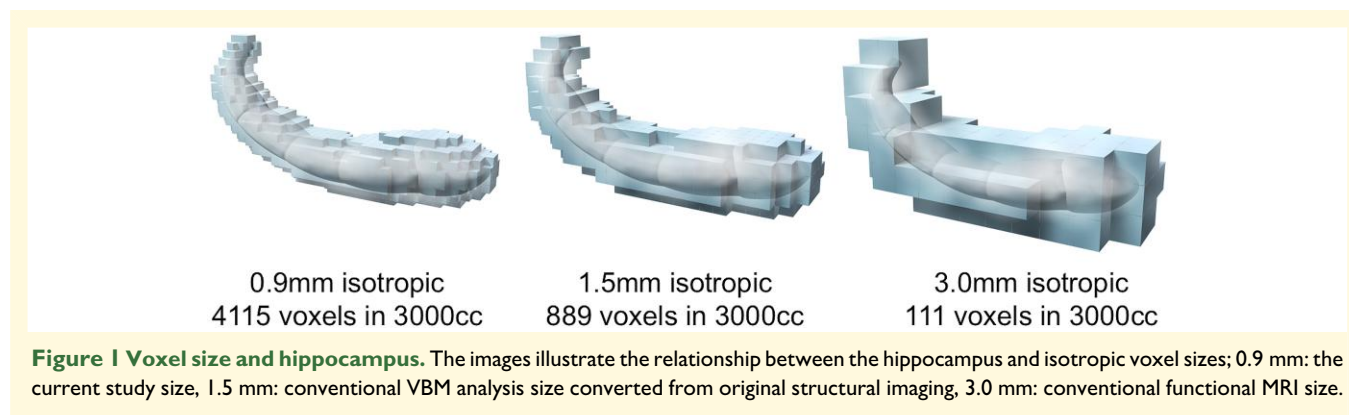 0.9mm isotropic 1.5mm isotropic 3.0mm isotropic
4115 voxels in 3000cc 889 voxels in 3000cc 111 voxels in 3000cc
Figure 1 Voxel size and hippocampus. The images illustrate the relationship between the hippocampus and isotropic voxel sizes; 0.9 mm: the
current study size, 1.5 mm: conventional VBM analysis size converted from original structural imaging, 3.0 mm: conventional functional MRI size.